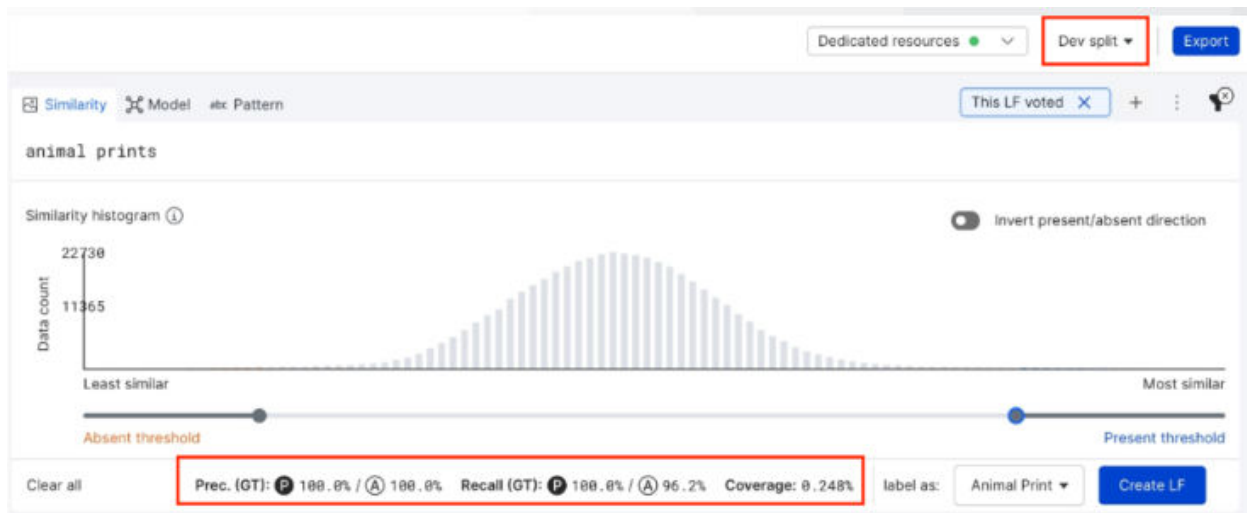 Dedicated resources
Dev split
Export
Similarity Model abc Pattern
This LF voted X +
animal prints
Similarity histogram
Invert present/absent direction
22730
11365
Data count
Least similar
Most similar
Absent threshold
Present threshold
Clear all
Prec. (GT): P 100.0% / A 100.0% Recall (GT): P 100.0% / A 96.2% Coverage: 0.248%
label as:
Animal Print
Create LF